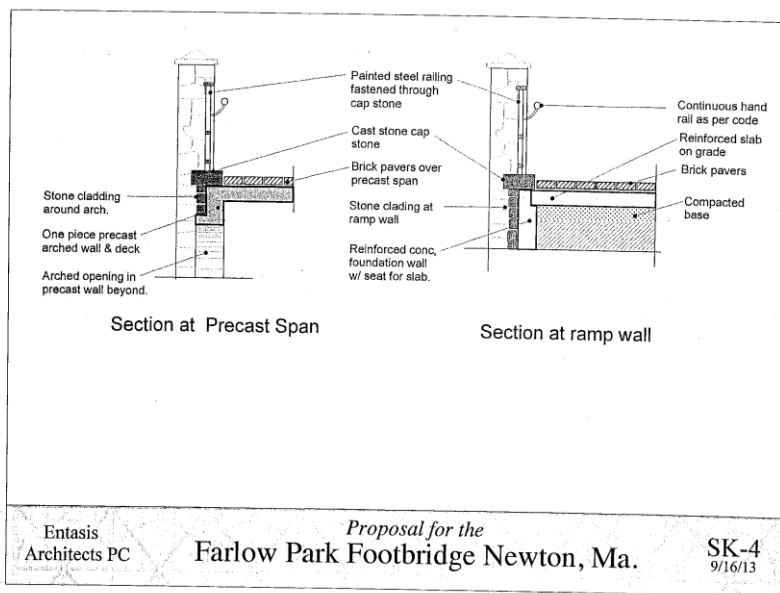 Painted steel railing
fastened through
cap stone
Cast stone cap
stone
Brick pavers over
precast span
Stone cladding
around arch.
One piece precast
arched wall & deck
Arched opening in
precast wall beyond.
Section at Precast Span
Continuous hand
rail as per code
Reinforced slab
on grade
Brick pavers
Compacted
base
Stone clading at
ramp wall
Reinforced conc,
foundation wall
w/ seat for slab.
Section at ramp wall
Entasis
Architects PC
Proposal for the
Farlow Park Footbridge Newton, Ma.
SK-4
9/16/13